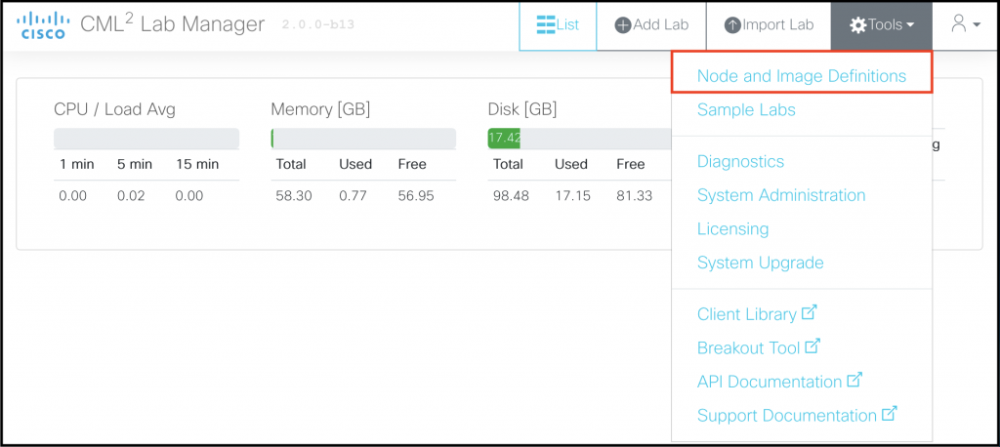 CISCO
CML2 Lab Manager 2.0.0-b13
List
Add Lab
Import Lab
Tools
Node and Image Definitions
Sample Labs
Diagnostics
System Administration
Licensing
System Upgrade
Client Library
Breakout Tool
API Documentation
Support Documentation
CPU / Load Avg
1 min 5 min 15 min
0.00 0.02 0.00
Memory [GB]
Total Used Free
58.30 0.77 56.95
Disk [GB]
17.42
Total Used Free
98.48 17.15 81.33
g